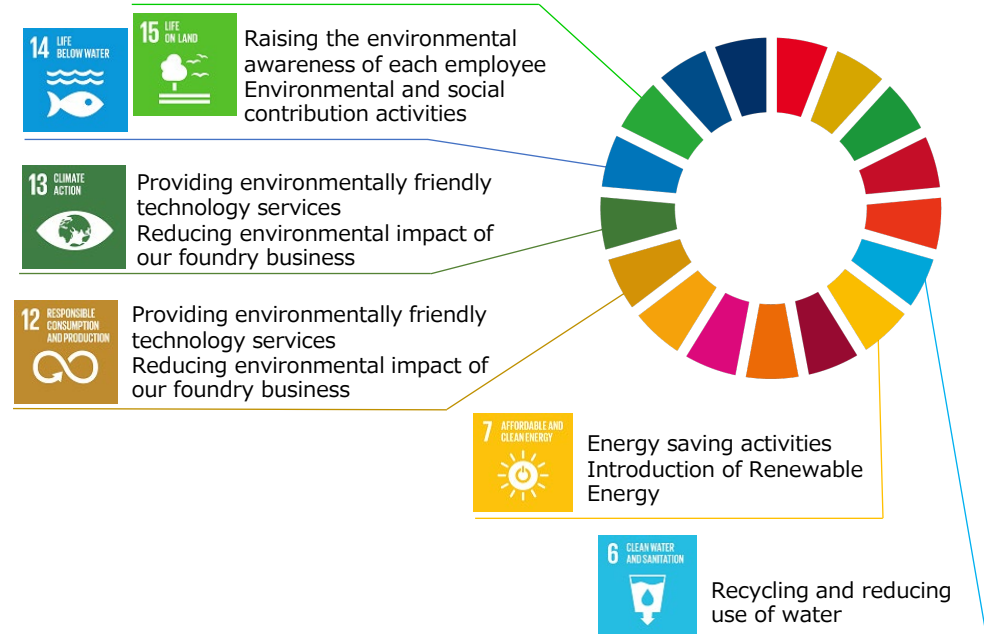 14 LIFE
BELOW WATER
15 LIFE
ON LAND
Raising the environmental
awareness of each employee
Environmental and social
contribution activities
13 CLIMATE
ACTION
Providing environmentally friendly
technology services
Reducing environmental impact of
our foundry business
12 RESPONSIBLE
CONSUMPTION
AND PRODUCTION
Providing environmentally friendly
technology services
Reducing environmental impact of
our foundry business
7 AFFORDABLE AND
CLEAN ENERGY
Energy saving activities
Introduction of Renewable
Energy
6 CLEAN WATER
AND SANITATION
Recycling and reducing
use of water